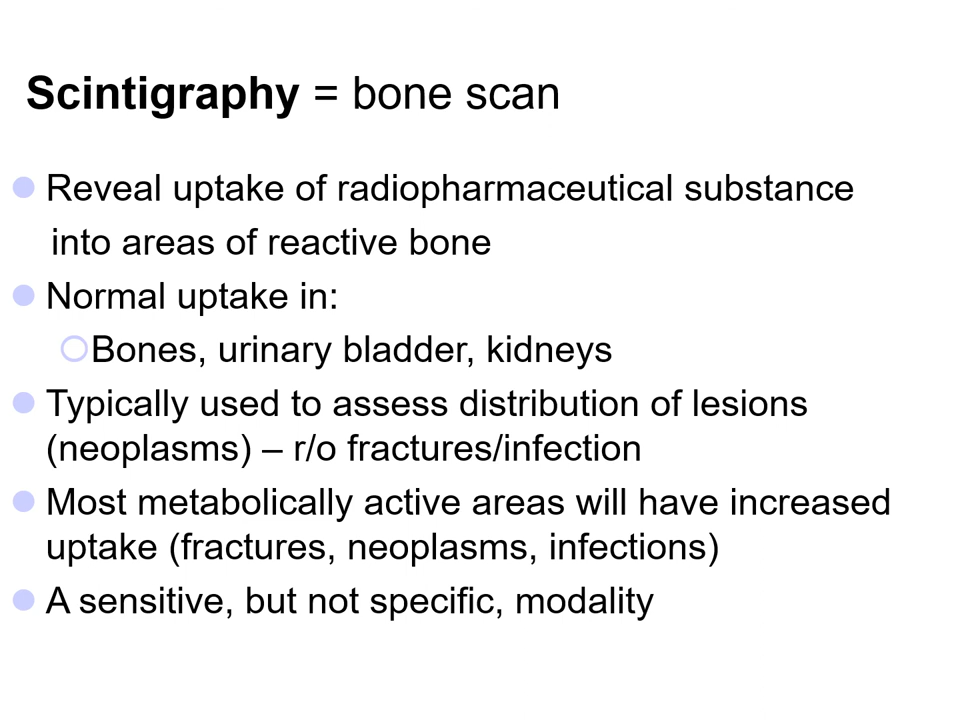 Scintigraphy = bone scan
Reveal uptake of radiopharmaceutical substance
into areas of reactive bone
Normal uptake in:
Bones, urinary bladder, kidneys
Typically used to assess distribution of lesions
(neoplasms) – r/o fractures/infection
Most metabolically active areas will have increased
uptake (fractures, neoplasms, infections)
A sensitive, but not specific, modality